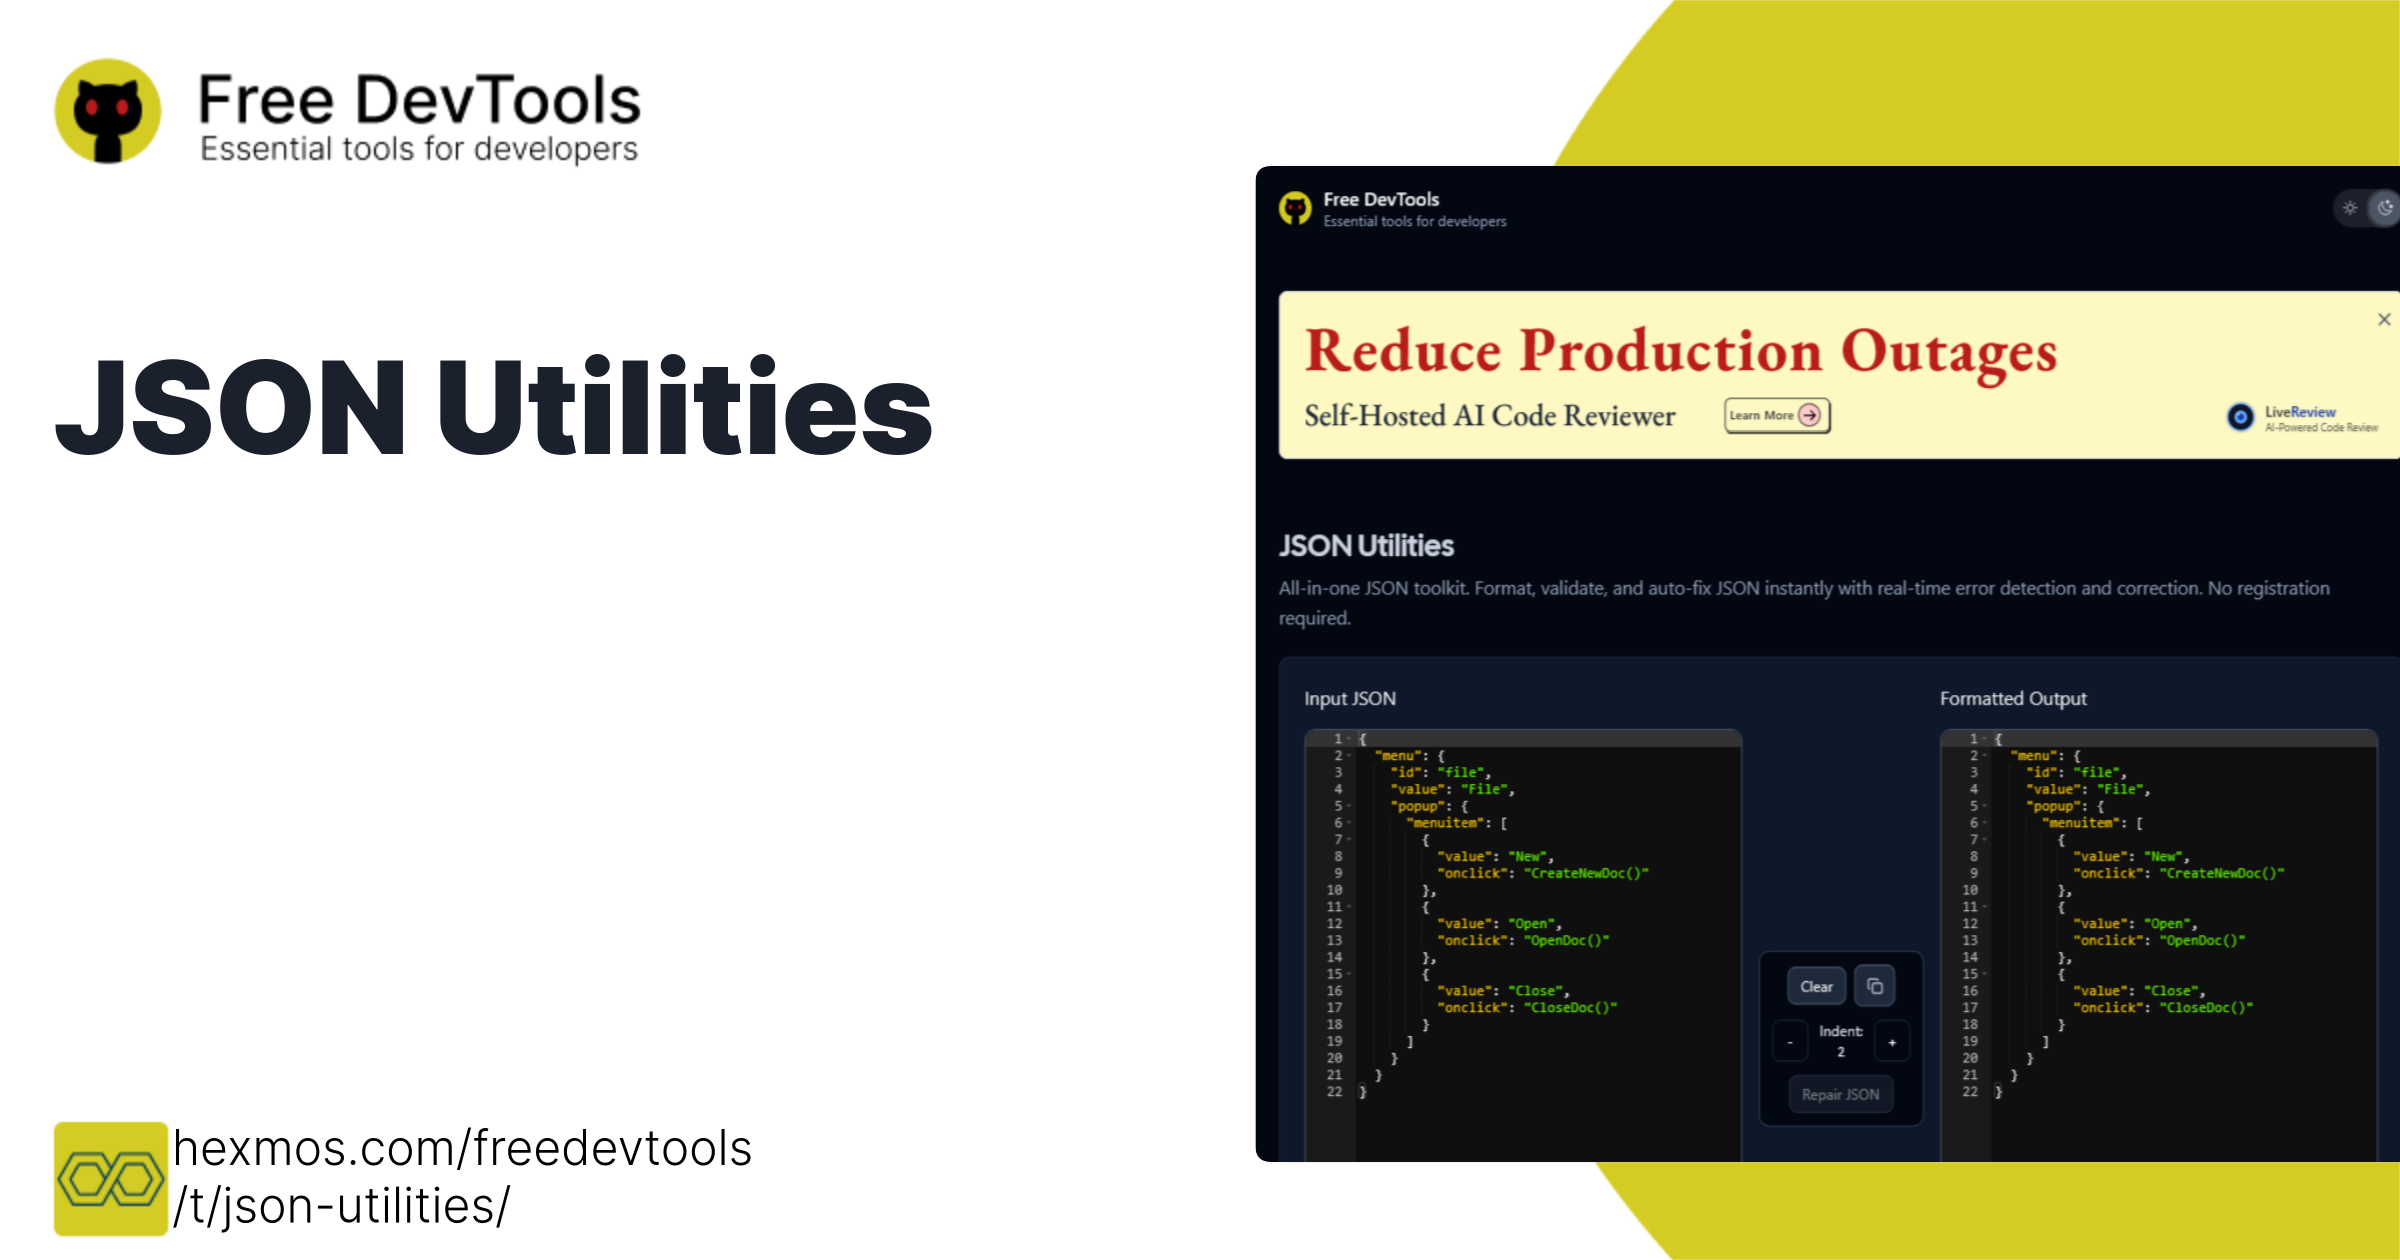 Free DevTools
Essential tools for developers
JSON Utilities
hexmos.com/freedevtools
/t/json-utilities/
Free DevTools
Essential tools for developers
Reduce Production Outages
Self-Hosted AI Code Reviewer
Learn More
LiveReview
AI-Powered Code Review
JSON Utilities
All-in-one JSON toolkit. Format, validate, and auto-fix JSON instantly with real-time error detection and correction. No registration
required.
Input JSON
1 {
2 "menu": {
3 "id": "file",
4 "value": "File",
5 "popup": {
6 "menuitem": [
7 {
8 "value": "New",
9 "onclick": "CreateNewDoc()"
10 },
11 {
12 "value": "Open",
13 "onclick": "OpenDoc()"
14 },
15 {
16 "value": "Close",
17 "onclick": "CloseDoc()"
18 }
19 ]
20 }
21 }
22 }
Clear
- Indent: +
2
Repair JSON
Formatted Output
1 {
2 "menu": {
3 "id": "file",
4 "value": "File",
5 "popup": {
6 "menuitem": [
7 {
8 "value": "New",
9 "onclick": "CreateNewDoc()"
10 },
11 {
12 "value": "Open",
13 "onclick": "OpenDoc()"
14 },
15 {
16 "value": "Close",
17 "onclick": "CloseDoc()"
18 }
19 ]
20 }
21 }
22 }